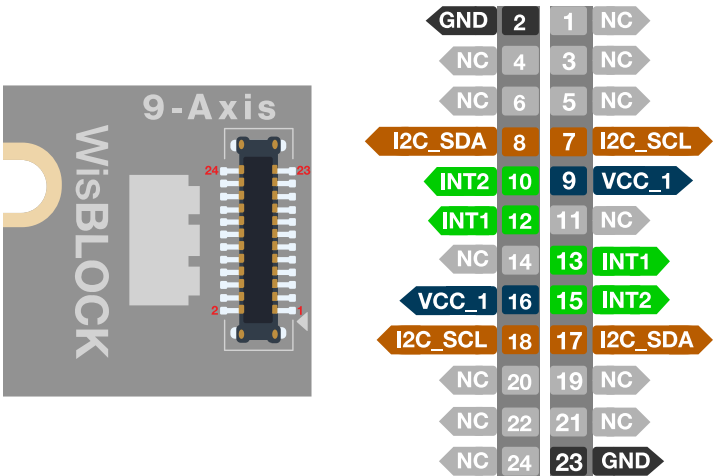 9-Axis
WisBLOCK
24 23
2 1
GND 2 1 NC
NC 4 3 NC
NC 6 5 NC
I2C_SDA 8 7 I2C_SCL
INT2 10 9 VCC_1
INT1 12 11 NC
NC 14 13 INT1
VCC_1 16 15 INT2
I2C_SCL 18 17 I2C_SDA
NC 20 19 NC
NC 22 21 NC
NC 24 23 GND